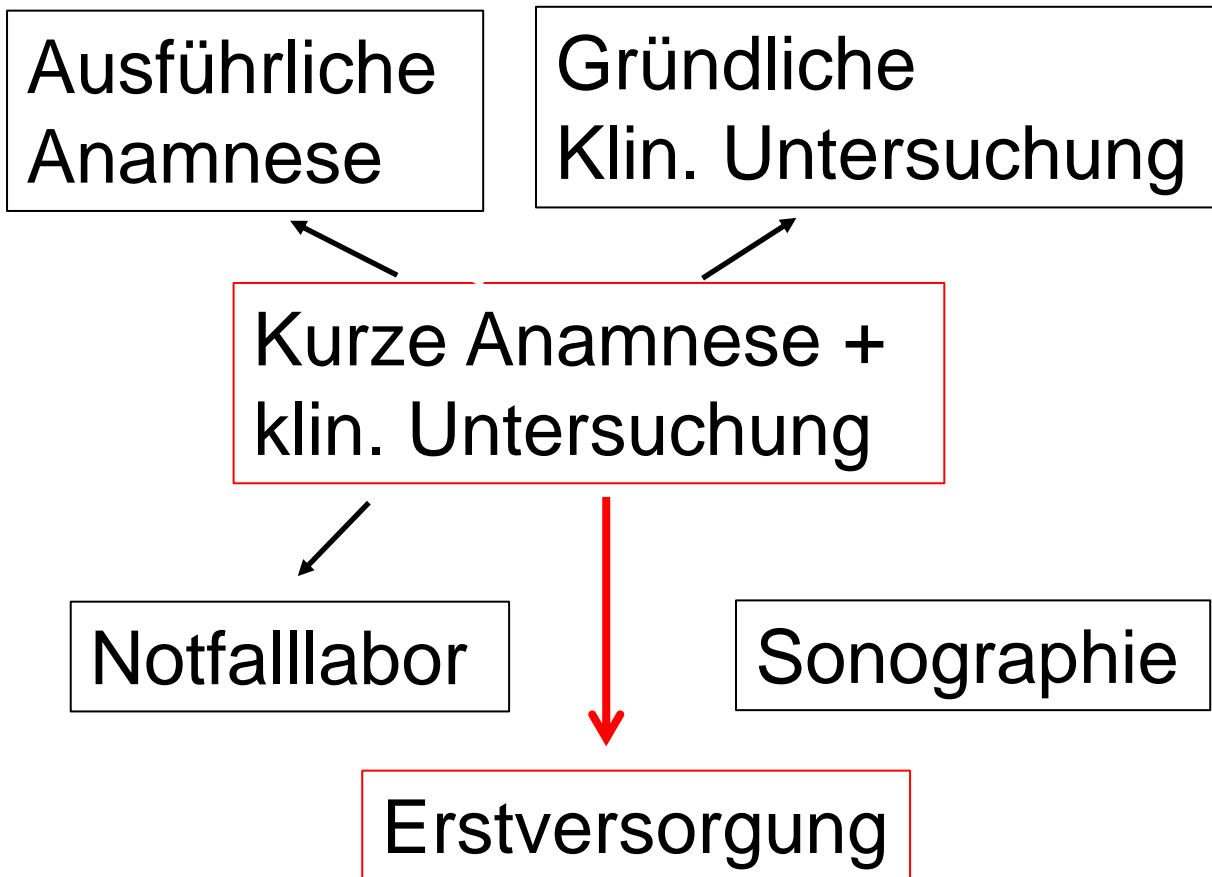 Ausführliche
Anamnese
Gründliche
Klin. Untersuchung
Kurze Anamnese +
klin. Untersuchung
Notfalllabor
Sonographie
Erstversorgung